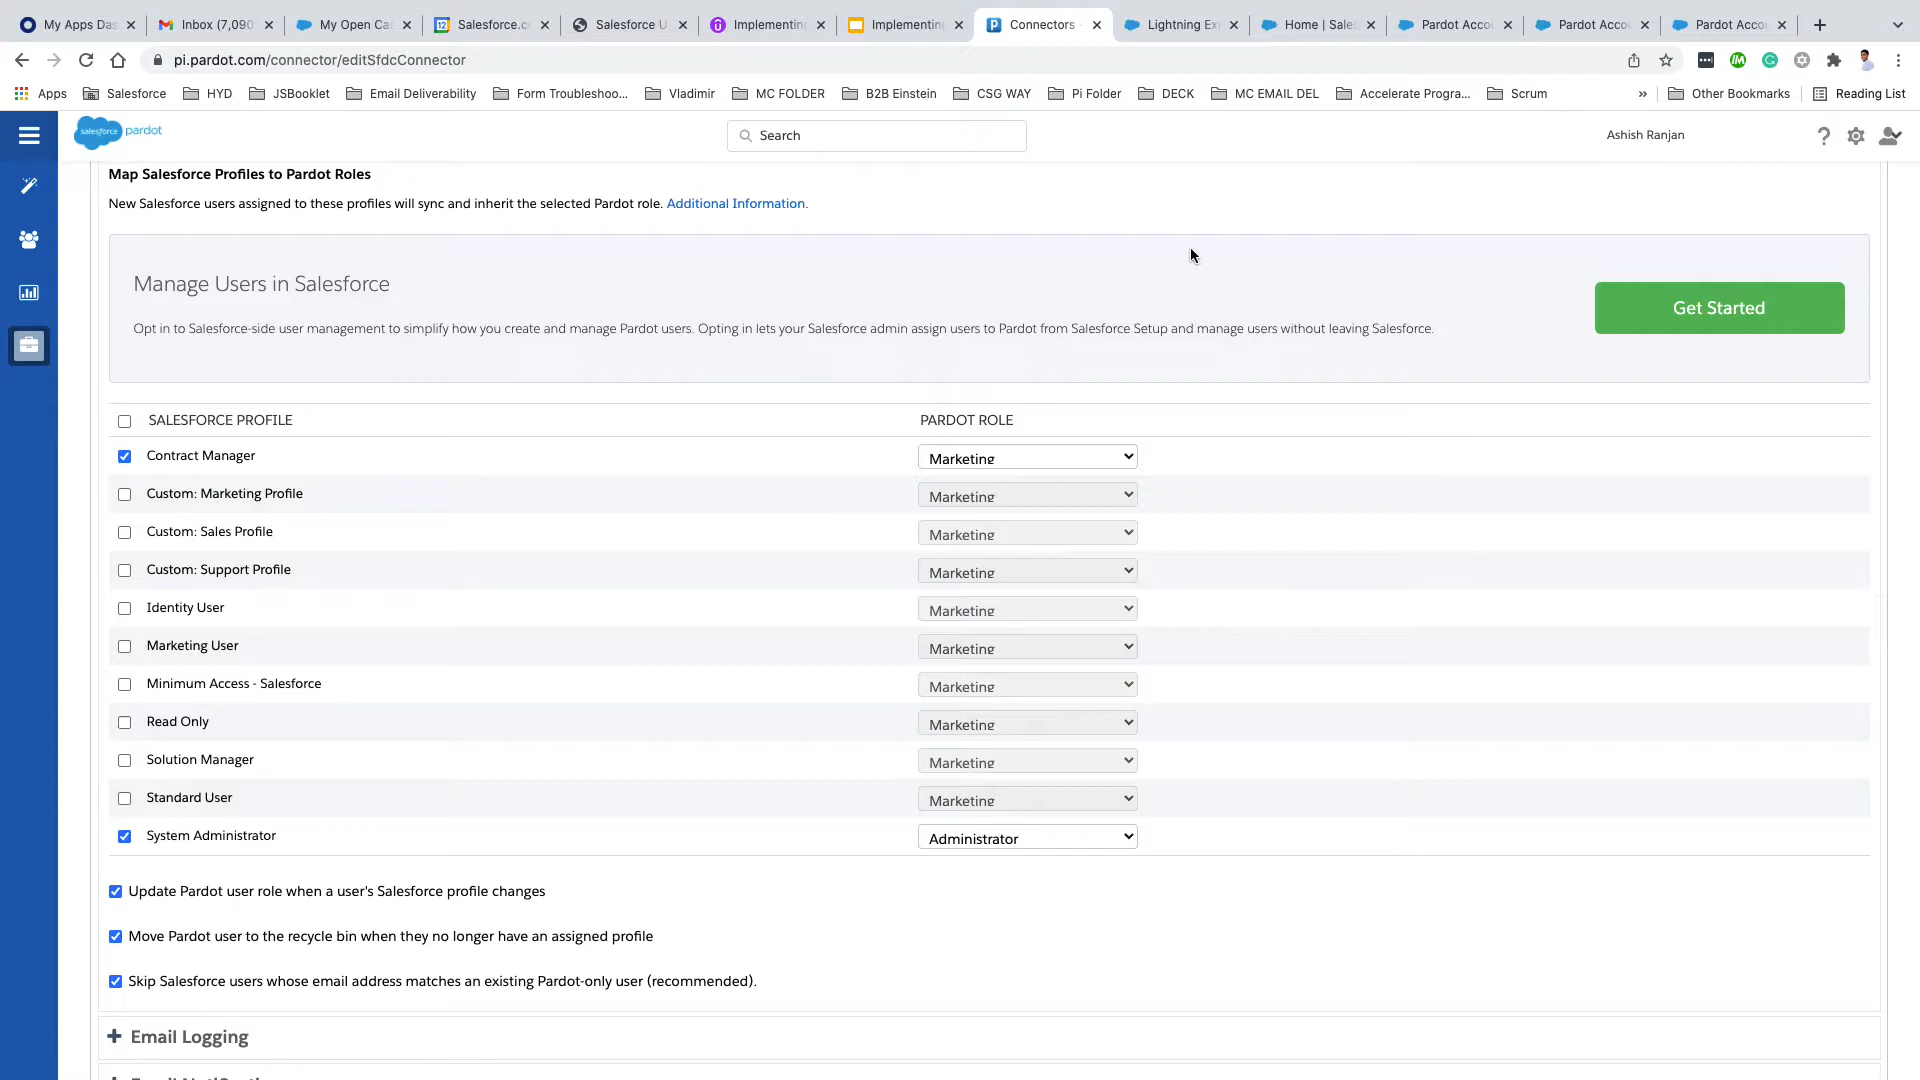 My Apps Das
Inbox (7,090
My Open Ca
Salesforce.c
Salesforce U
Implementing
Implementing
Connectors -
Lightning Ex
Home | Sales
Pardot Acco
Pardot Acco
Pardot Acco
pi.pardot.com/connector/editSfdcConnector
Apps
Salesforce
HYD
JSBooklet
Email Deliverability
Form Troubleshoo...
Vladimir
MC FOLDER
B2B Einstein
CSG WAY
Pi Folder
DECK
MC EMAIL DEL
Accelerate Progra...
Scrum
»
Other Bookmarks
Reading List
salesforce pardot
Search
Ashish Ranjan
Map Salesforce Profiles to Pardot Roles
New Salesforce users assigned to these profiles will sync and inherit the selected Pardot role. Additional Information.
Manage Users in Salesforce
Opt in to Salesforce-side user management to simplify how you create and manage Pardot users. Opting in lets your Salesforce admin assign users to Pardot from Salesforce Setup and manage users without leaving Salesforce.
Get Started
SALESFORCE PROFILE PARDOT ROLE
Contract Manager Marketing
Custom: Marketing Profile Marketing
Custom: Sales Profile Marketing
Custom: Support Profile Marketing
Identity User Marketing
Marketing User Marketing
Minimum Access - Salesforce Marketing
Read Only Marketing
Solution Manager Marketing
Standard User Marketing
System Administrator Administrator
Update Pardot user role when a user's Salesforce profile changes
Move Pardot user to the recycle bin when they no longer have an assigned profile
Skip Salesforce users whose email address matches an existing Pardot-only user (recommended).
Email Logging